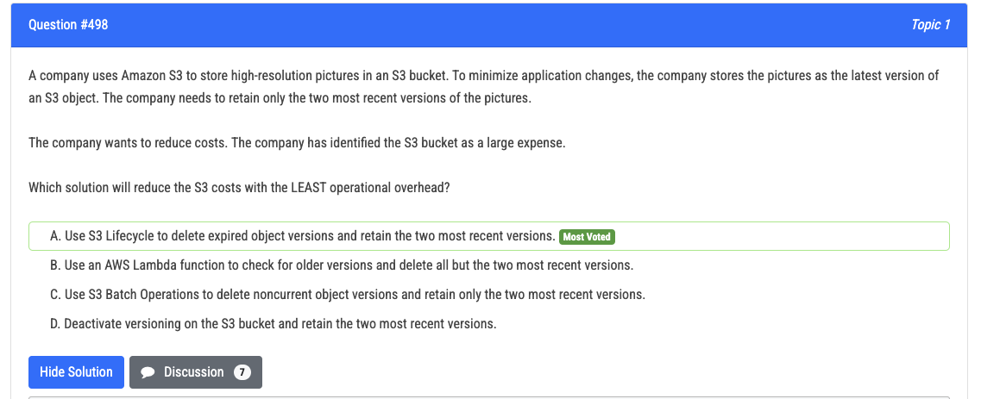 Question #498
Topic 1
A company uses Amazon S3 to store high-resolution pictures in an S3 bucket. To minimize application changes, the company stores the pictures as the latest version of
an S3 object. The company needs to retain only the two most recent versions of the pictures.
The company wants to reduce costs. The company has identified the S3 bucket as a large expense.
Which solution will reduce the S3 costs with the LEAST operational overhead?
A. Use S3 Lifecycle to delete expired object versions and retain the two most recent versions. Most Voted
B. Use an AWS Lambda function to check for older versions and delete all but the two most recent versions.
C. Use S3 Batch Operations to delete noncurrent object versions and retain only the two most recent versions.
D. Deactivate versioning on the S3 bucket and retain the two most recent versions.
Hide Solution
Discussion 7